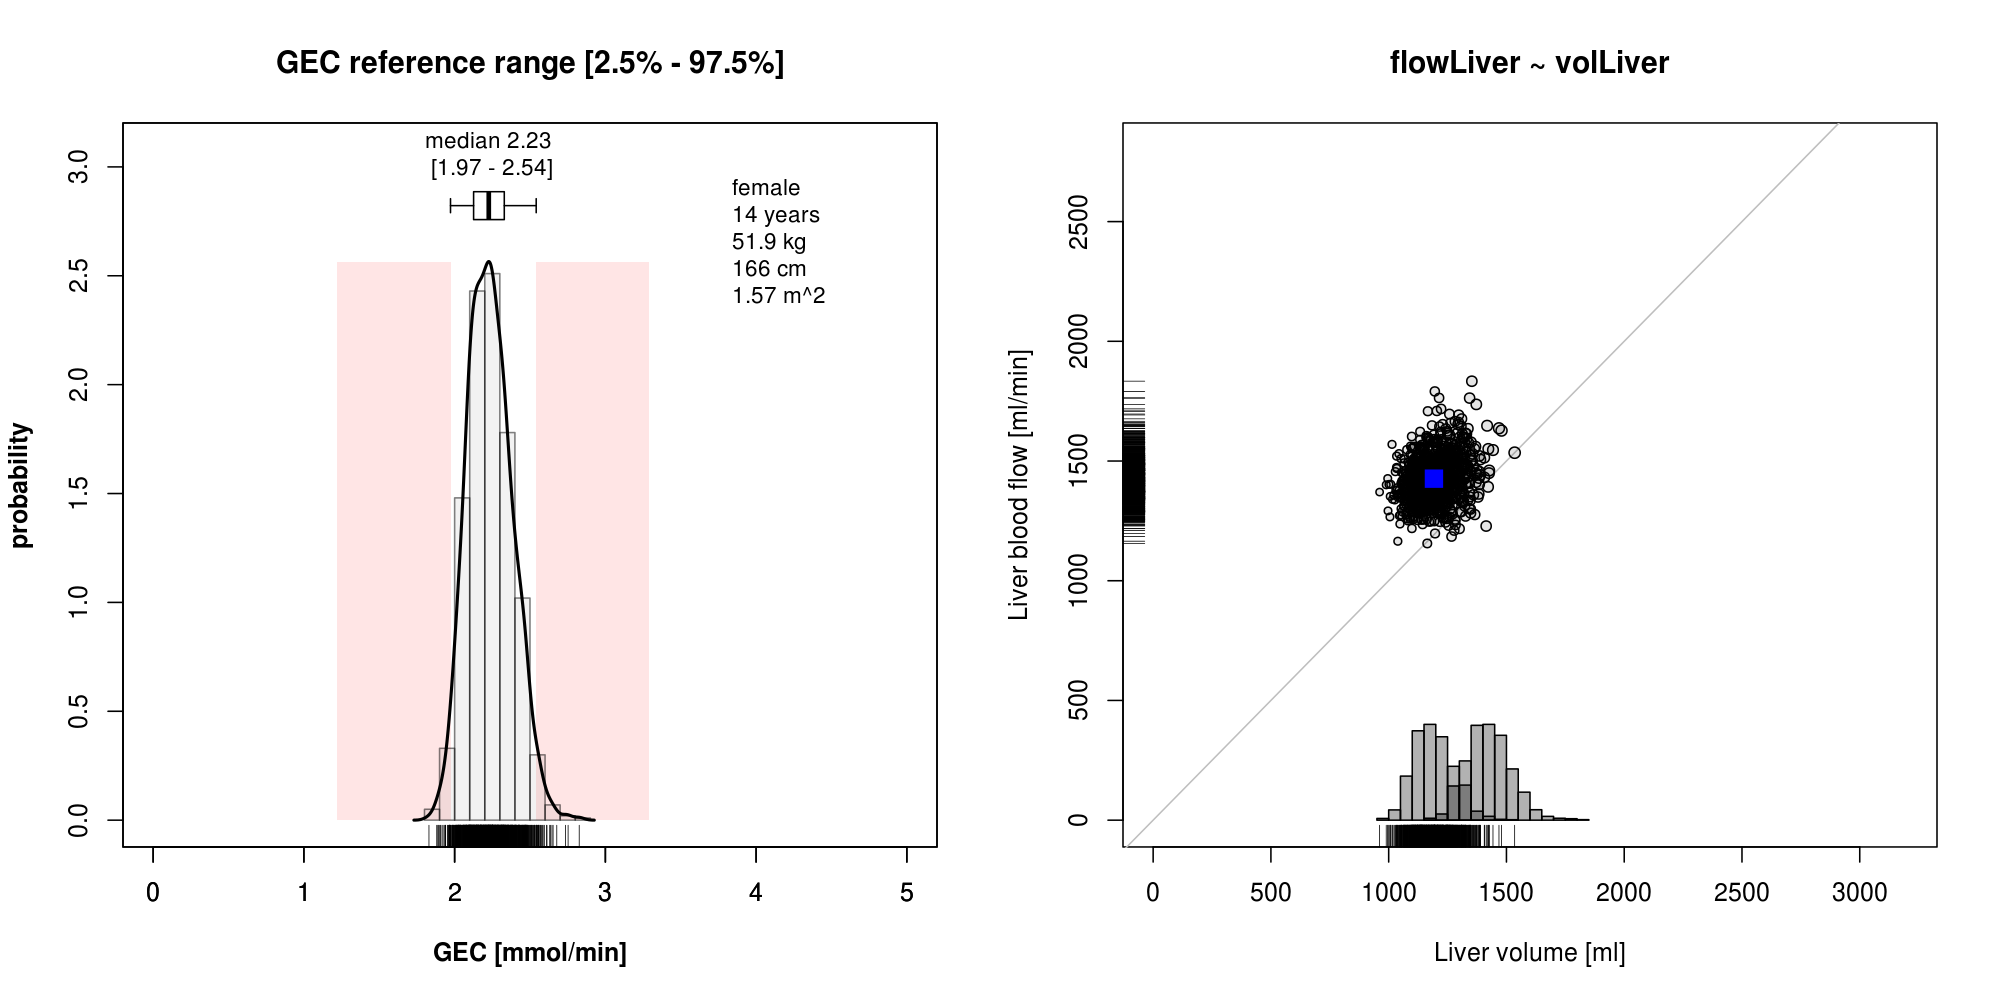 GEC reference range [2.5% - 97.5%]
median 2.23
[1.97 - 2.54]
female
14 years
51.9 kg
166 cm
1.57 m^2
probability
3.0
2.5
2.0
1.5
1.0
0.5
0.0
0 1 2 3 4 5
GEC [mmol/min]
flowLiver ~ volLiver
Liver blood flow [ml/min]
2500
2000
1500
1000
500
0
0 500 1000 1500 2000 2500 3000
Liver volume [ml]